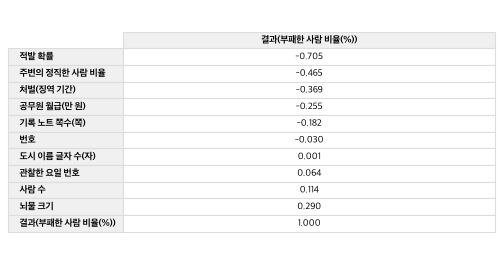 결과(부패한 사람 비율(%))
적발 확률 -0.705
주변의 정직한 사람 비율 -0.465
처벌(징역 기간) -0.369
공무원 월급(만 원) -0.255
기록 노트 쪽수(쪽) -0.182
번호 -0.030
도시 이름 글자 수(자) 0.001
관찰한 요일 번호 0.064
사람 수 0.114
뇌물 크기 0.290
결과(부패한 사람 비율(%)) 1.000